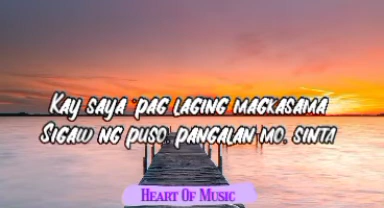 Kay saya 'pag laging magkasama
Sigaw ng puso, pangalan mo, sinta
Heart Of Music